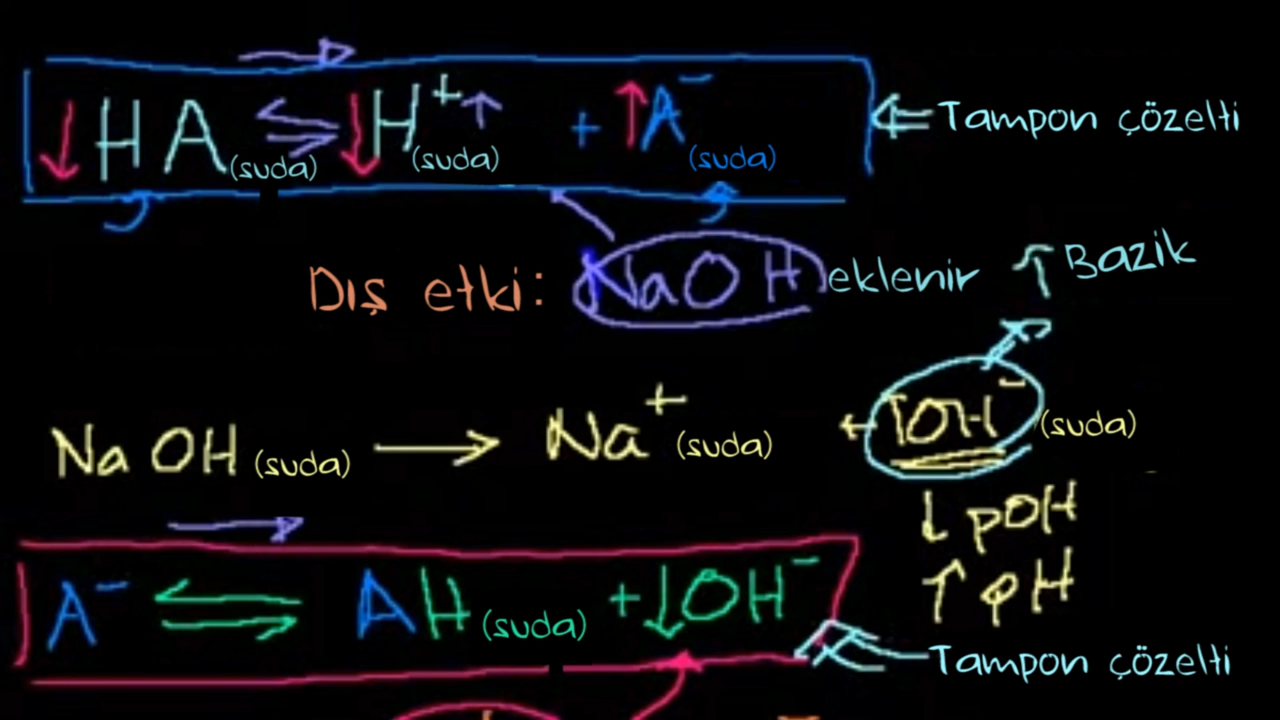 ↓ HA (suda) ⇌ ↓ H⁺ ↑ (suda) + ↑ A⁻ (suda) ⇐ Tampon çözelti
Dış etki: NaOH eklenir ↑ Bazik
NaOH (suda) → Na⁺ (suda) + OH⁻ (suda)
↓ pOH
↑ pH
A⁻ ⇌ AH (suda) + ↓ OH⁻
Tampon çözelti